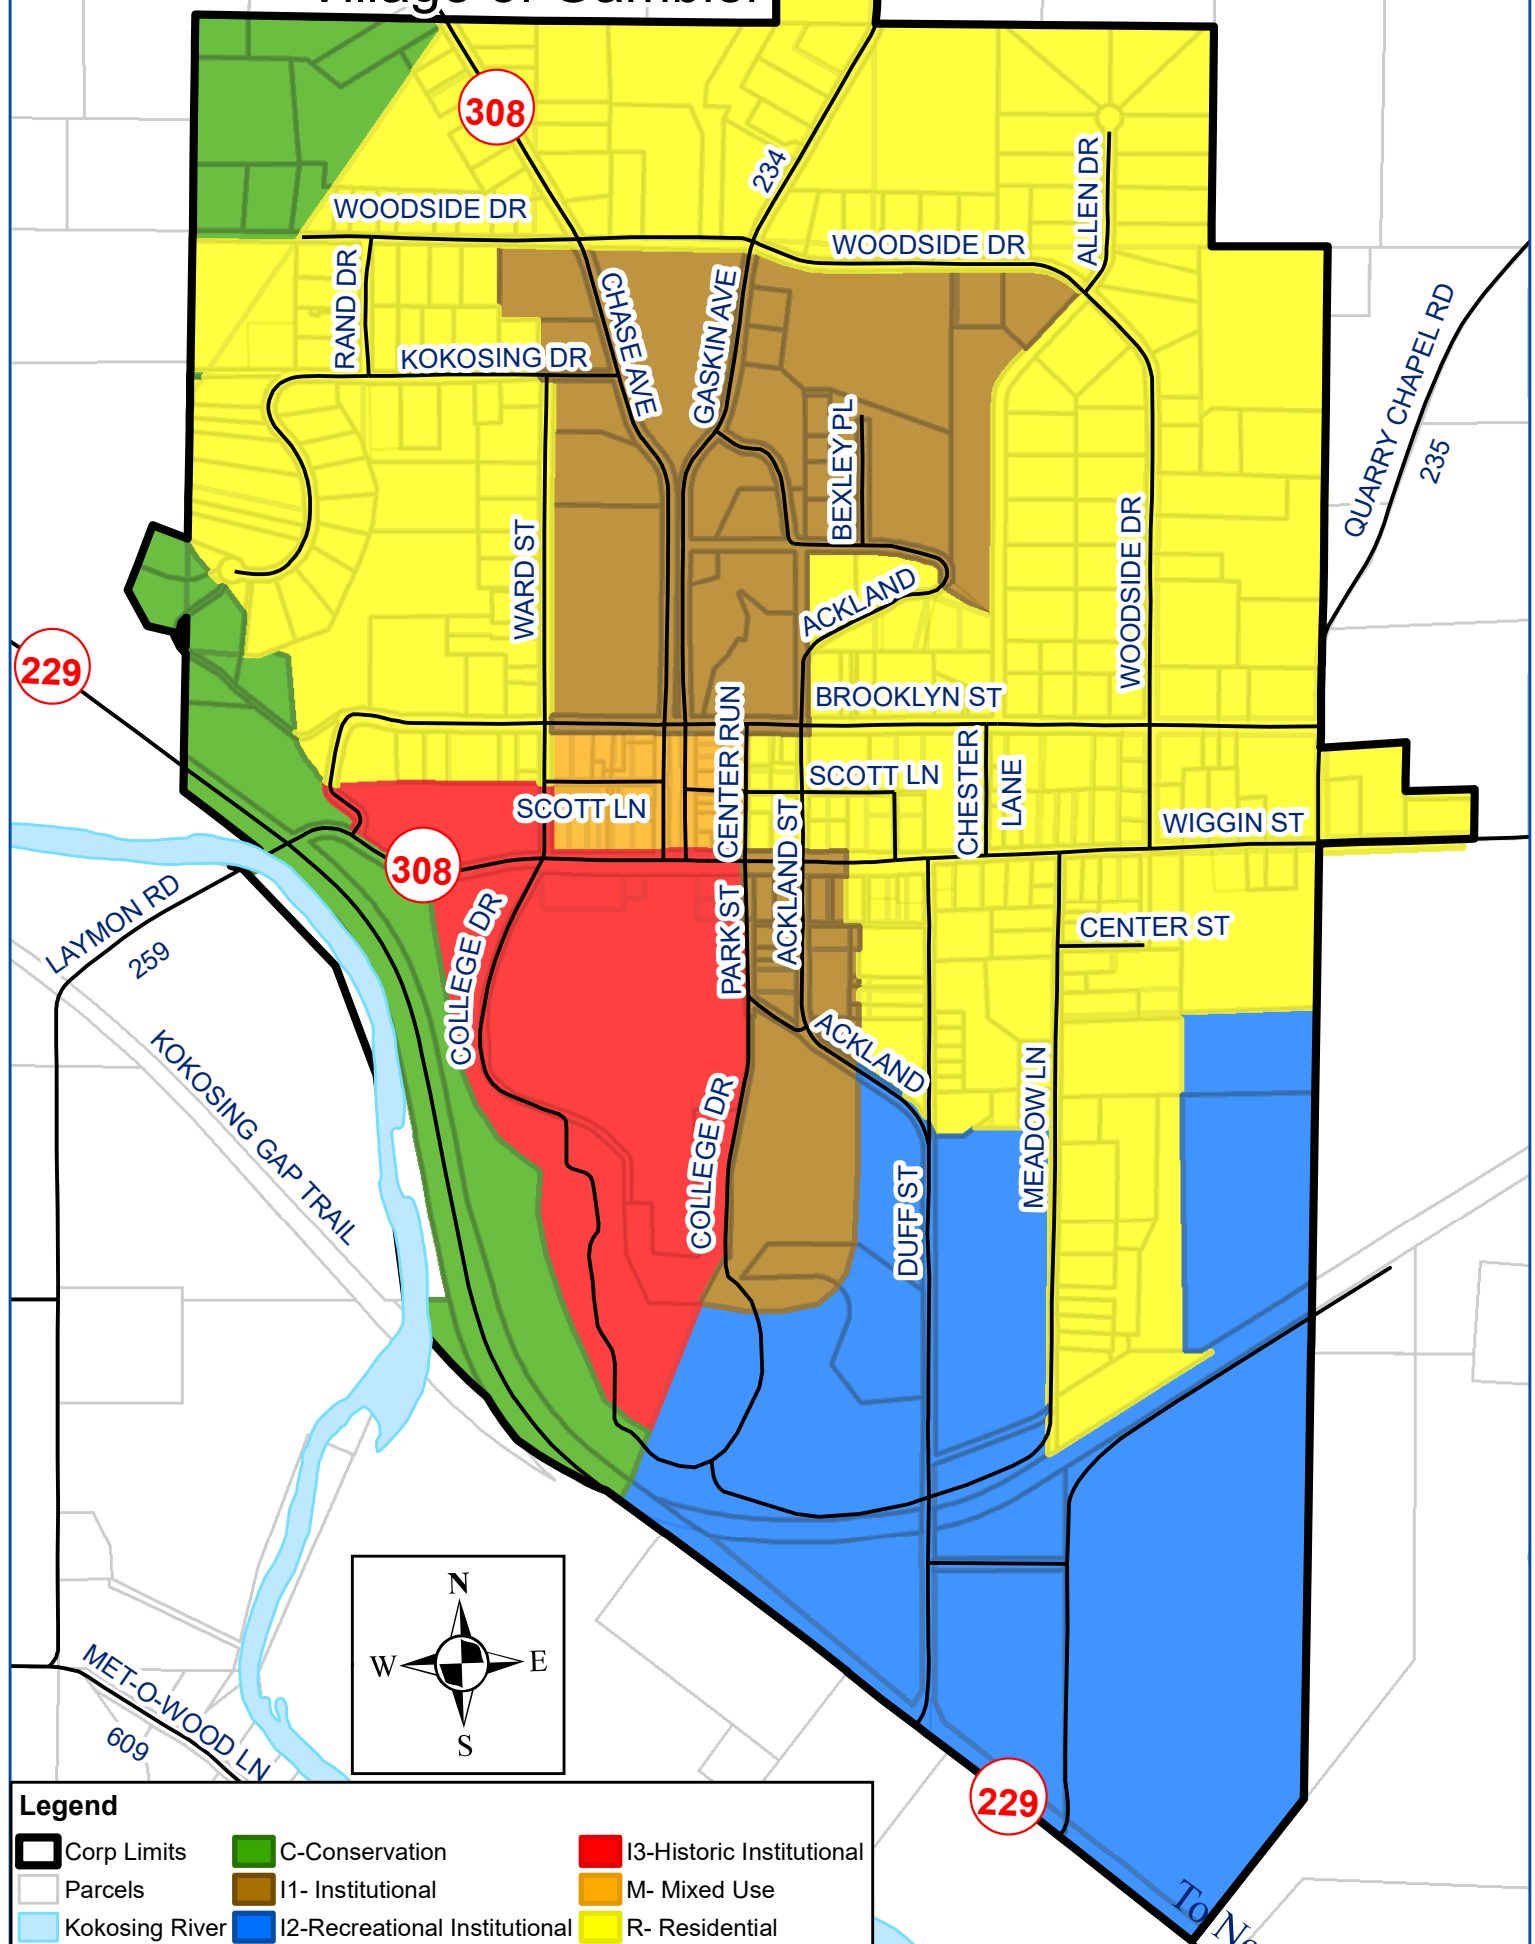 Village of Gambier
308
234
WOODSIDE DR
WOODSIDE DR
ALLEN DR
RAND DR
CHASE AVE
GASKIN AVE
KOKOSING DR
QUARRY CHAPEL RD
235
BEXLEY PL
WARD ST
WOODSIDE DR
ACKLAND
229
BROOKLYN ST
CENTER RUN
SCOTT LN
CHESTER
LANE
SCOTT LN
ACKLAND ST
WIGGIN ST
308
LAYMON RD
259
COLLEGE DR
PARK ST
CENTER ST
ACKLAND
KOKOSING GAP TRAIL
MEADOW LN
COLLEGE DR
DUFF ST
N
W
E
S
MET-O-WOOD LN
609
229
To
Legend
Corp Limits
C-Conservation
I3-Historic Institutional
Parcels
I1- Institutional
M- Mixed Use
Kokosing River
I2-Recreational Institutional
R- Residential